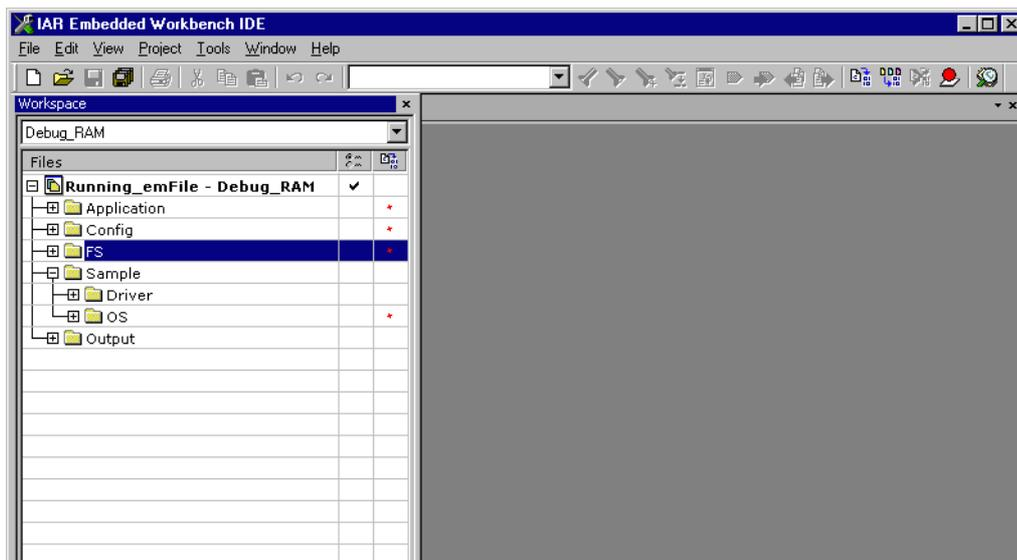 IAR Embedded Workbench IDE
File Edit View Project Tools Window Help
Workspace
Debug_RAM
Files
Running_emFile - Debug_RAM
Application
Config
FS
Sample
Driver
OS
Output